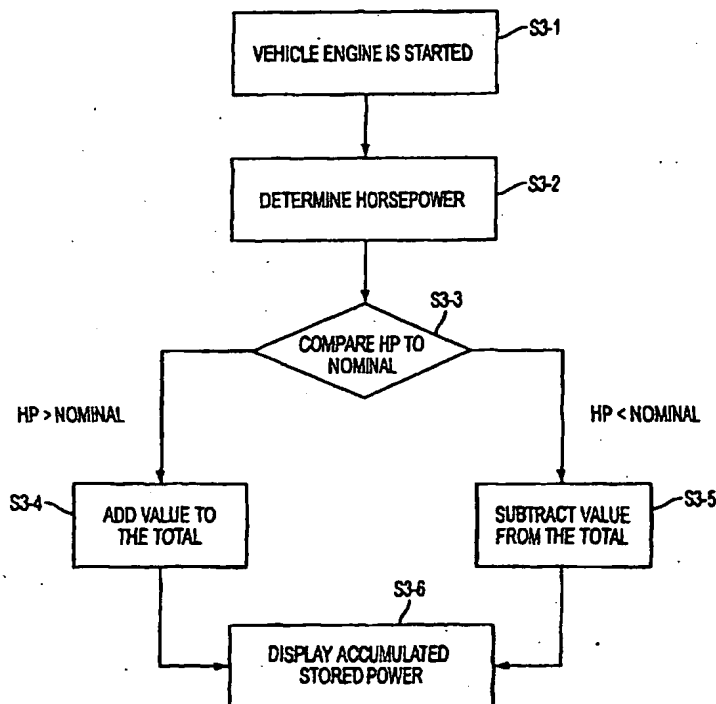 VEHICLE ENGINE IS STARTED
S3-1
DETERMINE HORSEPOWER
S3-2
S3-3
COMPARE HP TO
NOMINAL
HP > NOMINAL
HP < NOMINAL
S3-4
ADD VALUE TO
THE TOTAL
SUBTRACT VALUE
FROM THE TOTAL
S3-5
S3-6
DISPLAY ACCUMULATED
STORED POWER